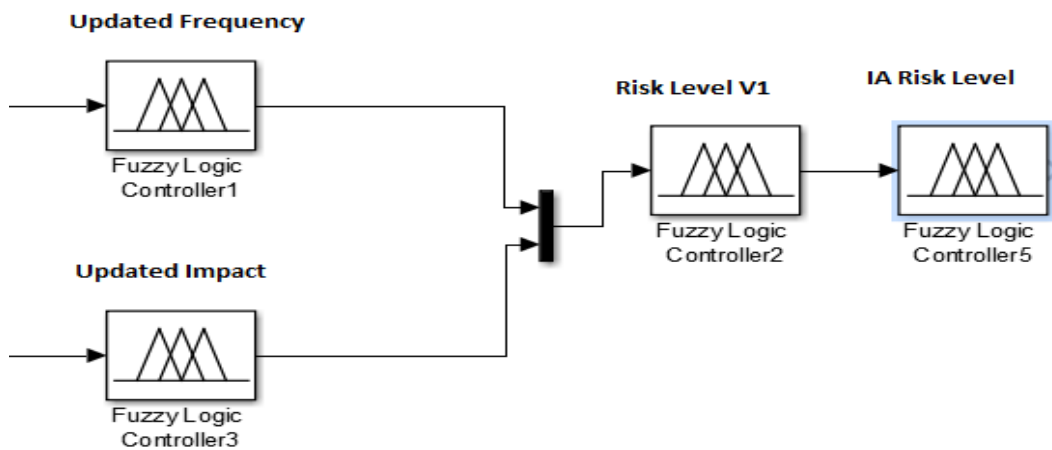 Updated Frequency
Fuzzy Logic
Controller1
Risk Level V1
IA Risk Level
Fuzzy Logic
Controller2
Fuzzy Logic
Controller5
Updated Impact
Fuzzy Logic
Controller3